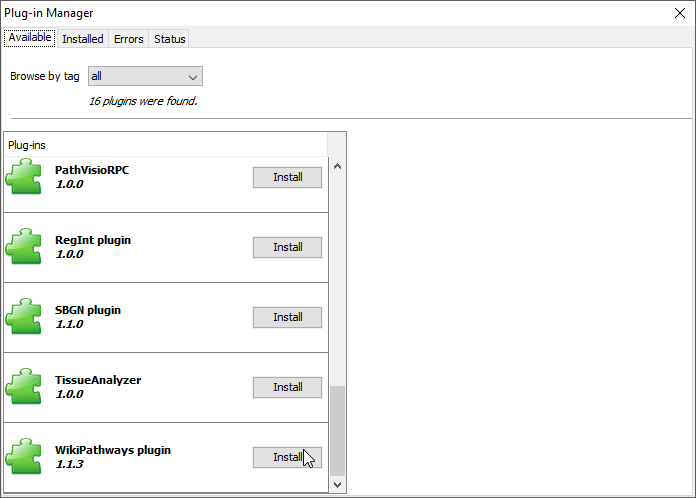 Plug-in Manager
Available Installed Errors Status
Browse by tag all
16 plugins were found.
Plug-ins
PathVisioRPC
1.0.0
Install
RegInt plugin
1.0.0
Install
SBGN plugin
1.1.0
Install
TissueAnalyzer
1.0.0
Install
WikiPathways plugin
1.1.3
Install